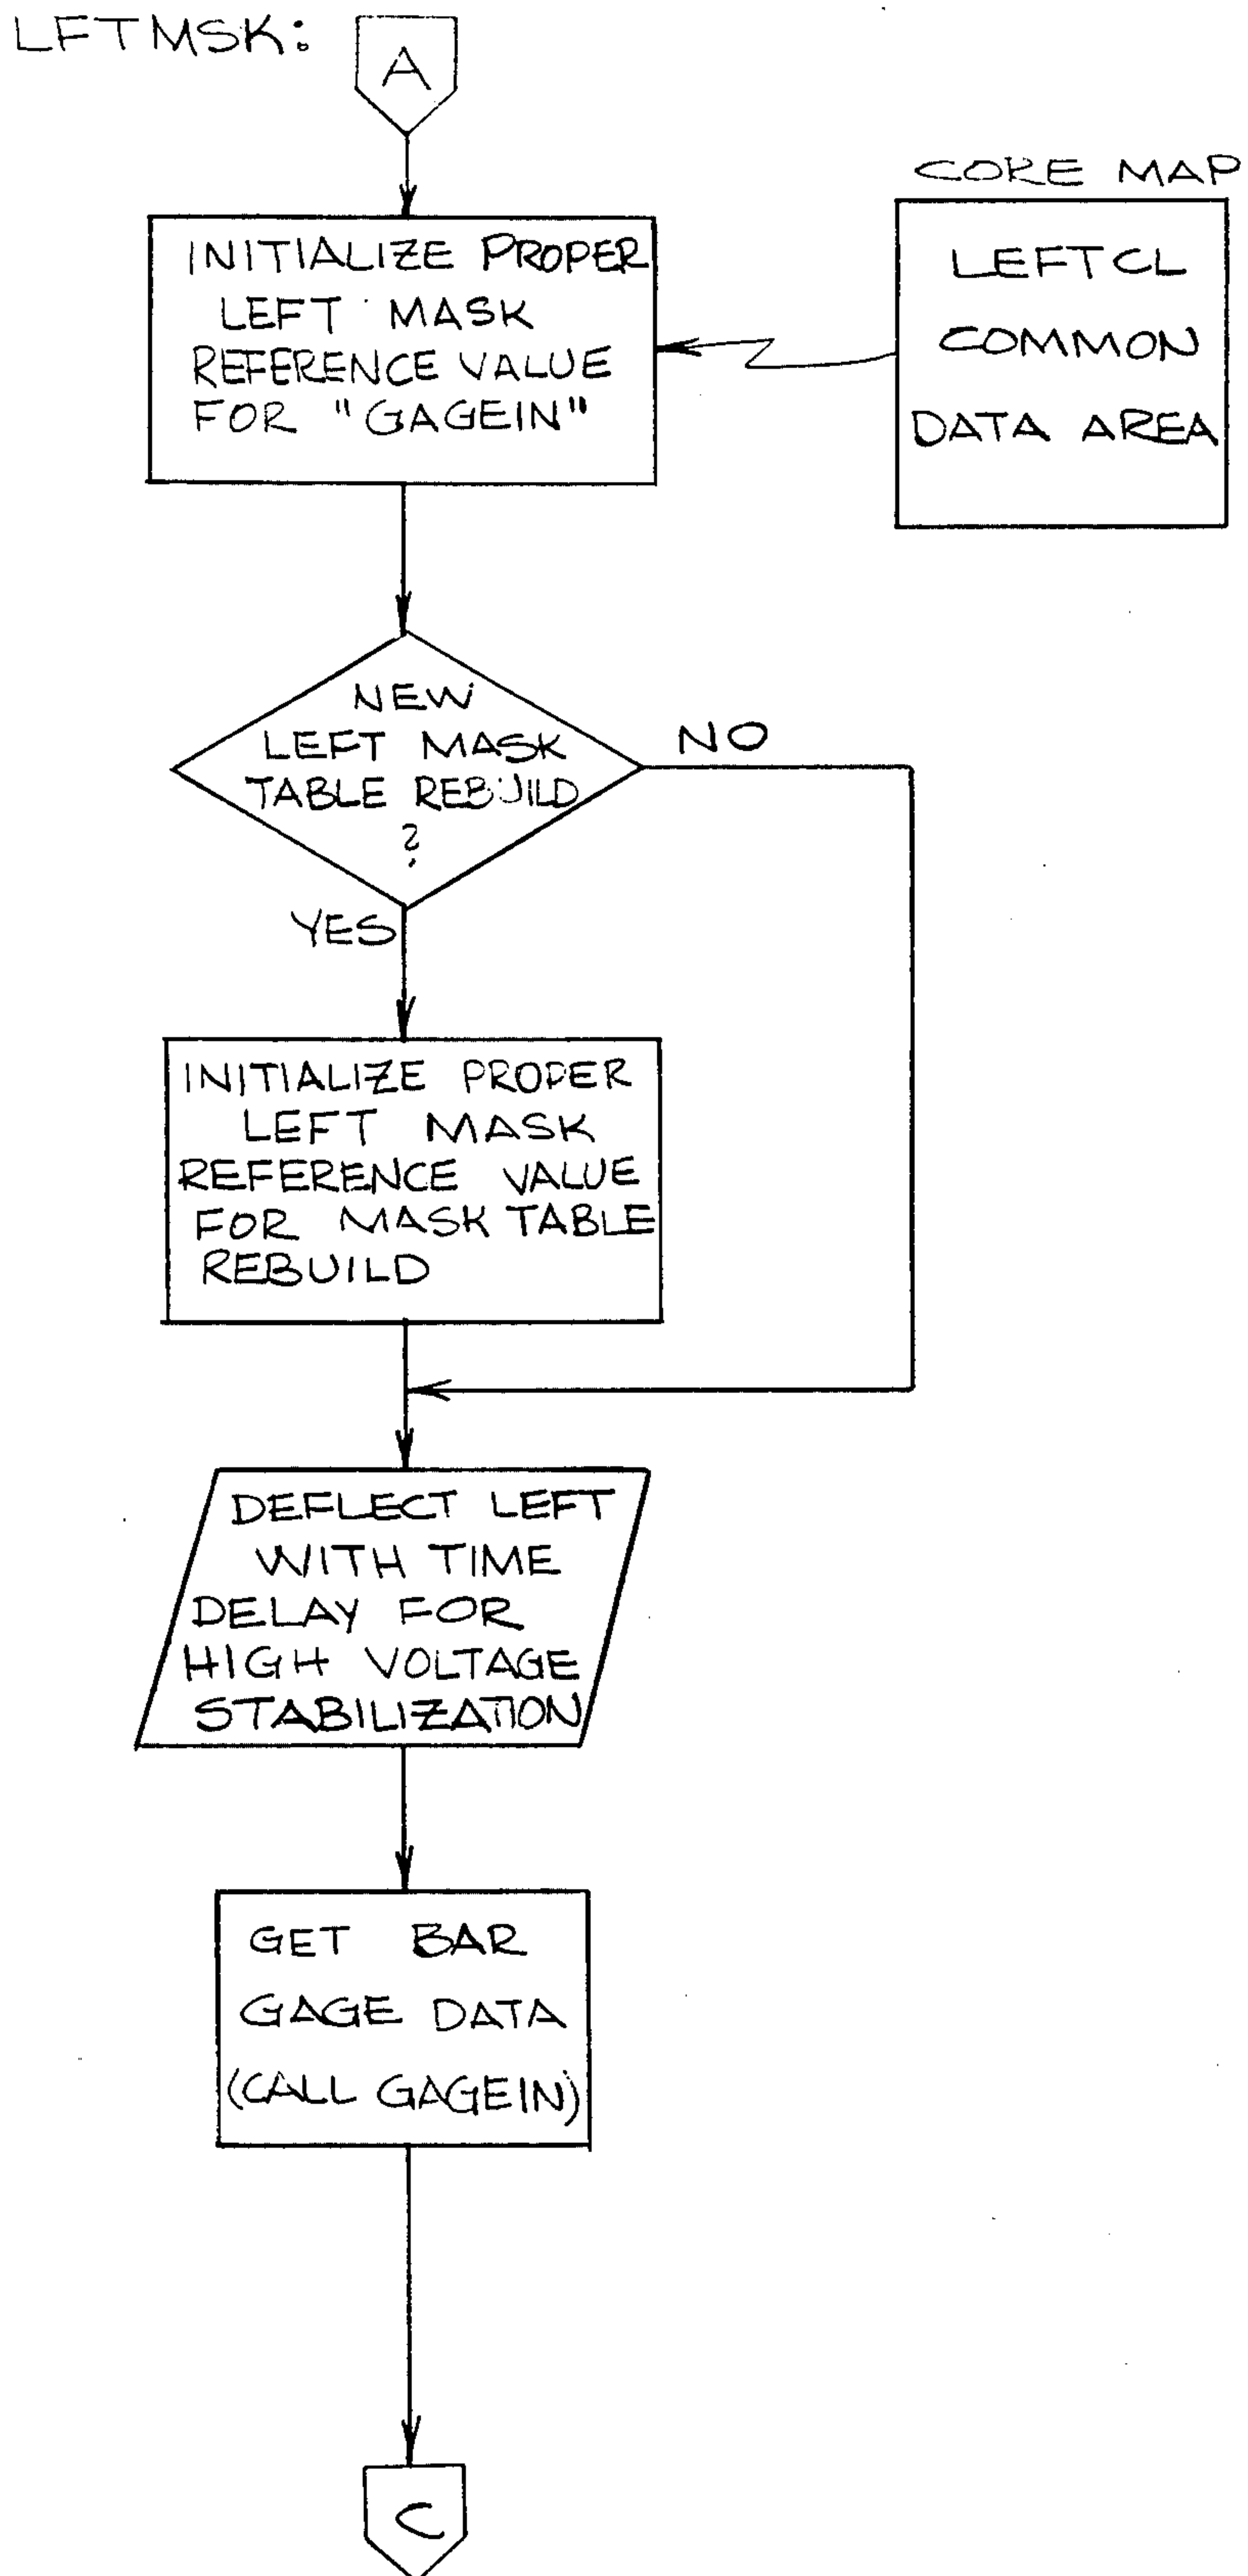 LFTMSK:
A
CORE MAP
INITIALIZE PROPER
LEFT MASK
REFERENCE VALUE
FOR "GAGEIN"
LEFTCL
COMMON
DATA AREA
NEW
LEFT MASK
TABLE REBUILD
?
NO
YES
INITIALIZE PROPER
LEFT MASK
REFERENCE VALUE
FOR MASK TABLE
REBUILD
DEFLECT LEFT
WITH TIME
DELAY FOR
HIGH VOLTAGE
STABILIZATION
GET BAR
GAGE DATA
(CALL GAGEIN)
C